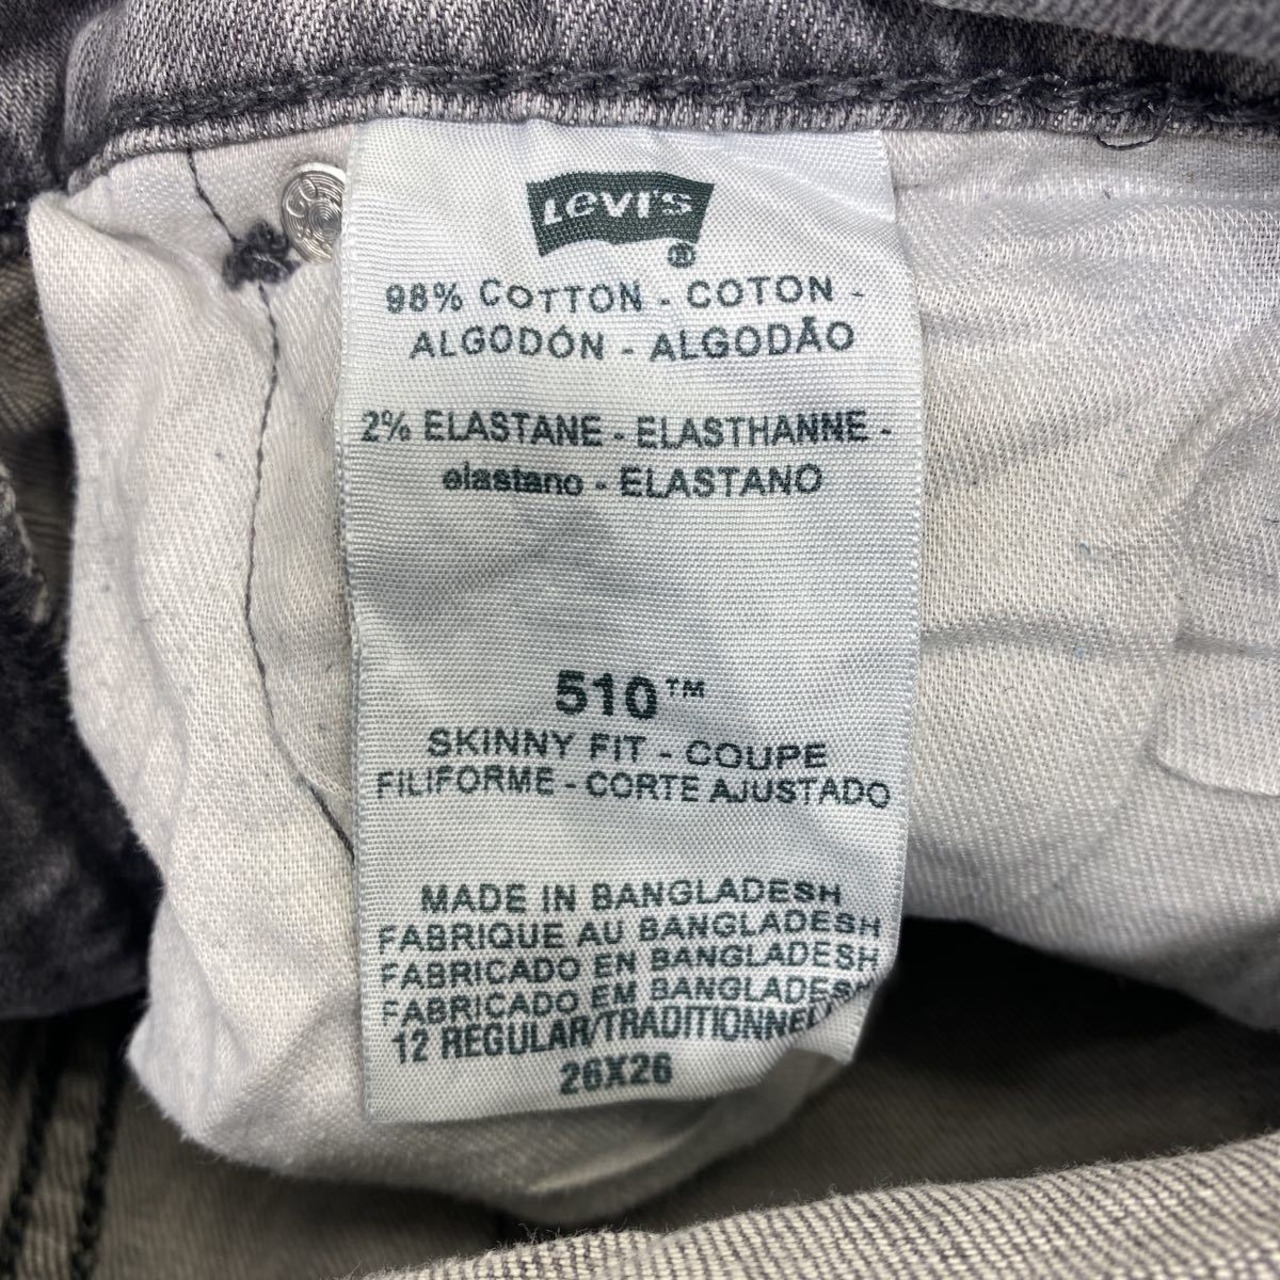 Levi's
®
98% COTTON - COTON -
ALGODÓN - ALGODÃO
2% ELASTANE - ELASTHANNE -
elastano - ELASTANO
510™
SKINNY FIT - COUPE
FILIFORME - CORTE AJUSTADO
MADE IN BANGLADESH
FABRIQUE AU BANGLADESH
FABRICADO EN BANGLADESH
FABRICADO EM BANGLADESH
12 REGULAR/TRADITIONNEL
26X26